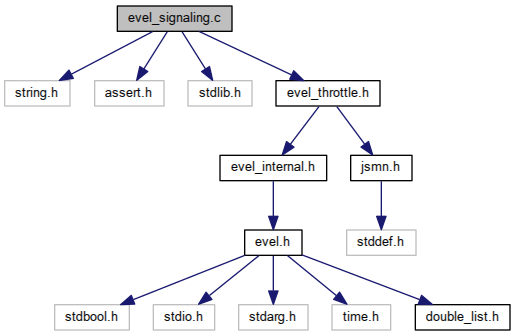 evel_signaling.c
string.h
assert.h
stdlib.h
evel_throttle.h
evel_internal.h
jsmn.h
evel.h
stddef.h
stdbool.h
stdio.h
stdarg.h
time.h
double_list.h